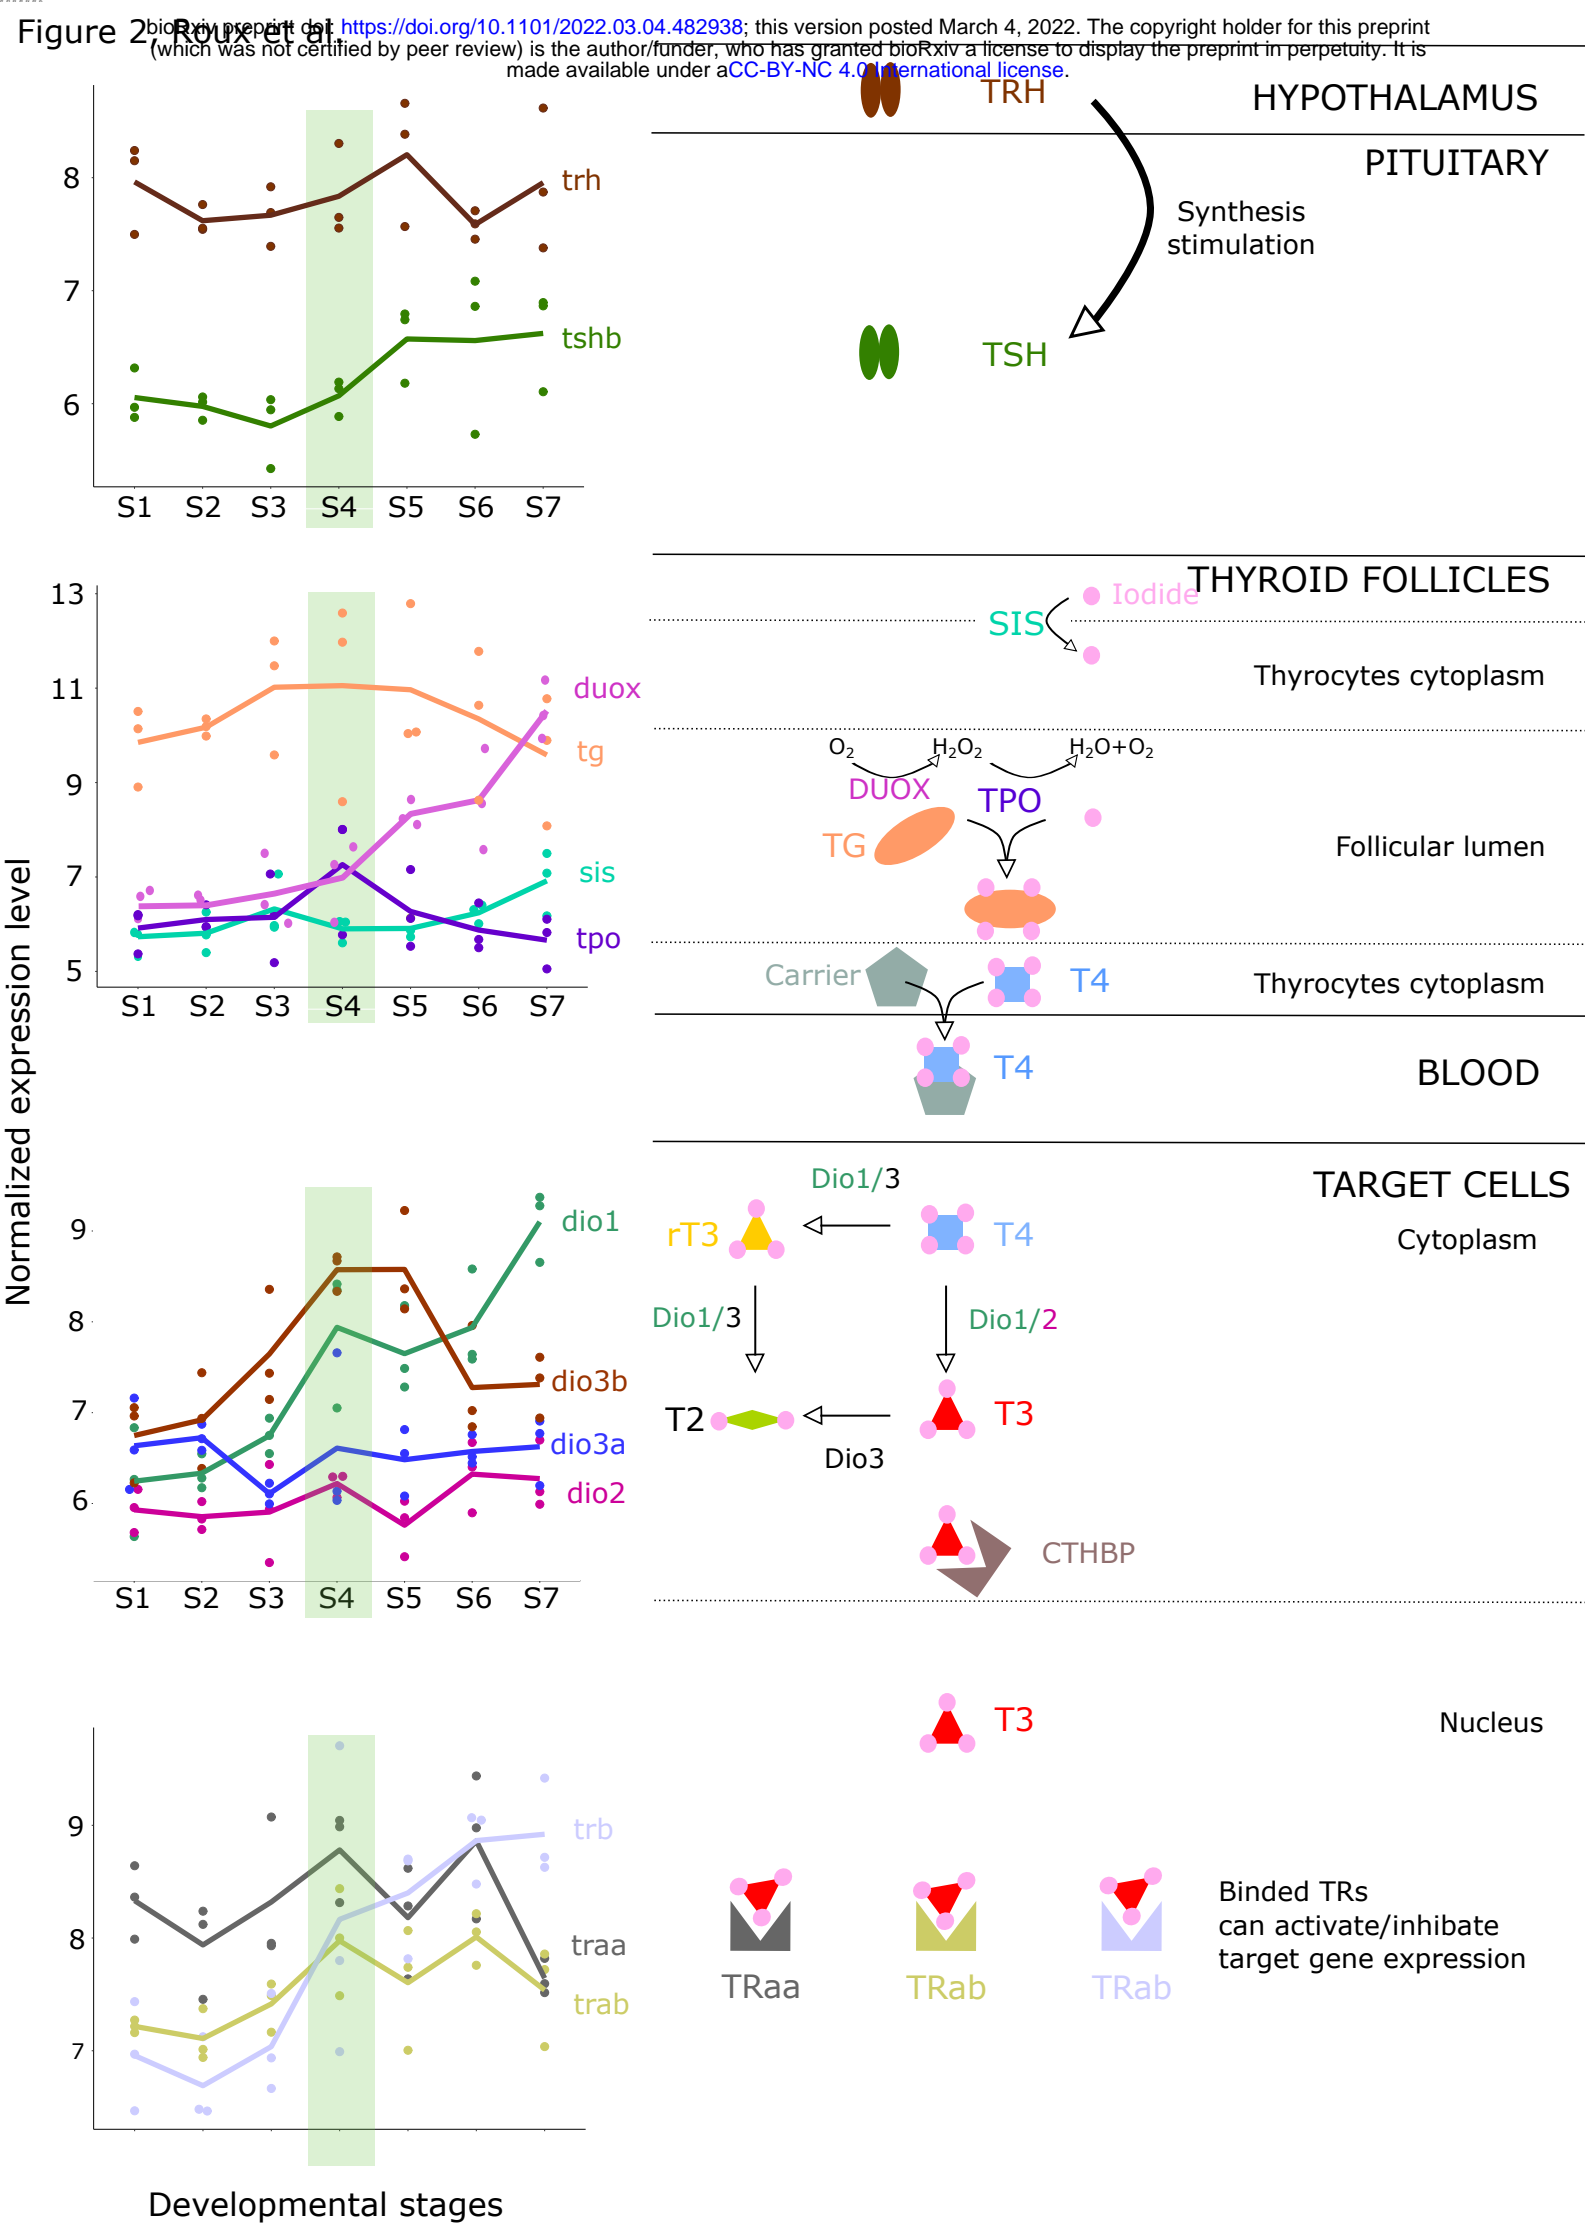 Figure 2, Roux et al.
bioRxiv preprint doi: https://doi.org/10.1101/2022.03.04.482938; this version posted March 4, 2022. The copyright holder for this preprint
(which was not certified by peer review) is the author/funder, who has granted bioRxiv a license to display the preprint in perpetuity. It is
made available under aCC-BY-NC 4.0 International license.
TRH
HYPOTHALAMUS
PITUITARY
8
trh
Synthesis
stimulation
7
tshb
TSH
6
S1 S2 S3 S4 S5 S6 S7
THYROID FOLLICLES
13
Iodide
SIS
11
duox
Thyrocytes cytoplasm
tg
O2
H2O2
H2O+O2
9
DUOX
TPO
TG
Follicular lumen
7
sis
tpo
5
Carrier
T4
Thyrocytes cytoplasm
S1 S2 S3 S4 S5 S6 S7
T4
BLOOD
Normalized expression level
Dio1/3
TARGET CELLS
9
dio1
rT3
T4
Cytoplasm
8
Dio1/3
Dio1/2
dio3b
7
T2
T3
dio3a
Dio3
6
dio2
CTHBP
S1 S2 S3 S4 S5 S6 S7
T3
Nucleus
9
trb
Binded TRs
can activate/inhibate
target gene expression
8
traa
TRaa
TRab
TRab
trab
7
Developmental stages